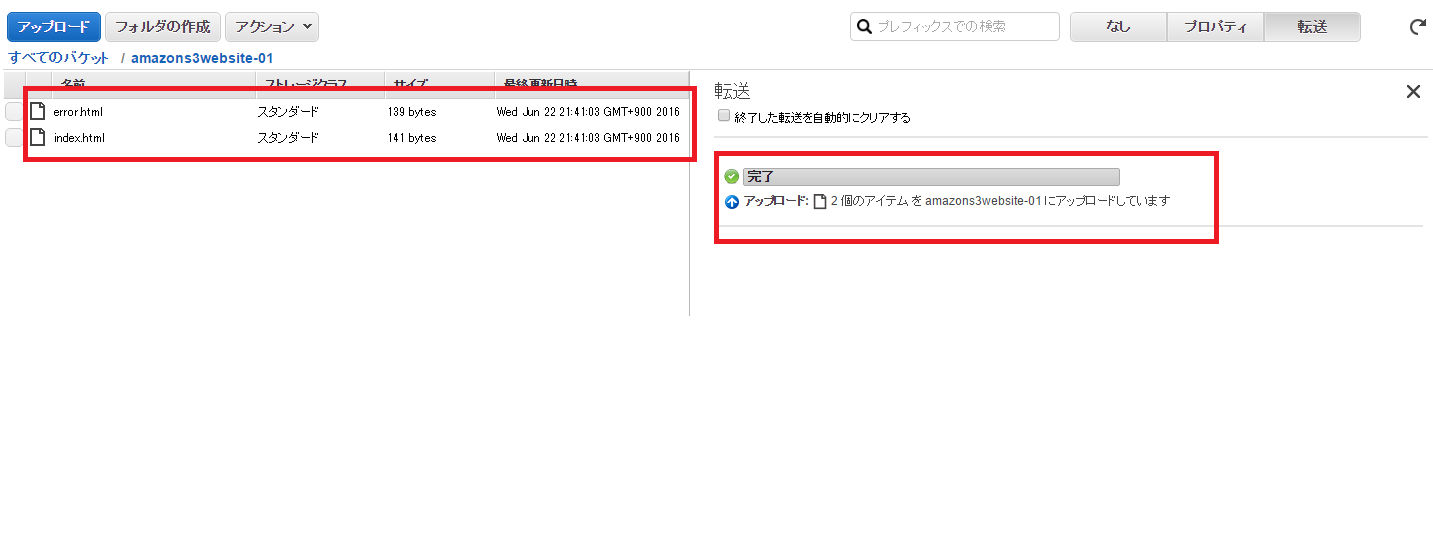 アップロード フォルダの作成 アクション プレフィックスでの検索 なし プロパティ 転送
すべてのバケット / amazons3website-01
名前 ストレージクラス サイズ 最終更新日時
error.html スタンダード 139 bytes Wed Jun 22 21:41:03 GMT+900 2016
index.html スタンダード 141 bytes Wed Jun 22 21:41:03 GMT+900 2016
転送
終了した転送を自動的にクリアする
完了
アップロード: 2 個のアイテム を amazons3website-01 にアップロードしています